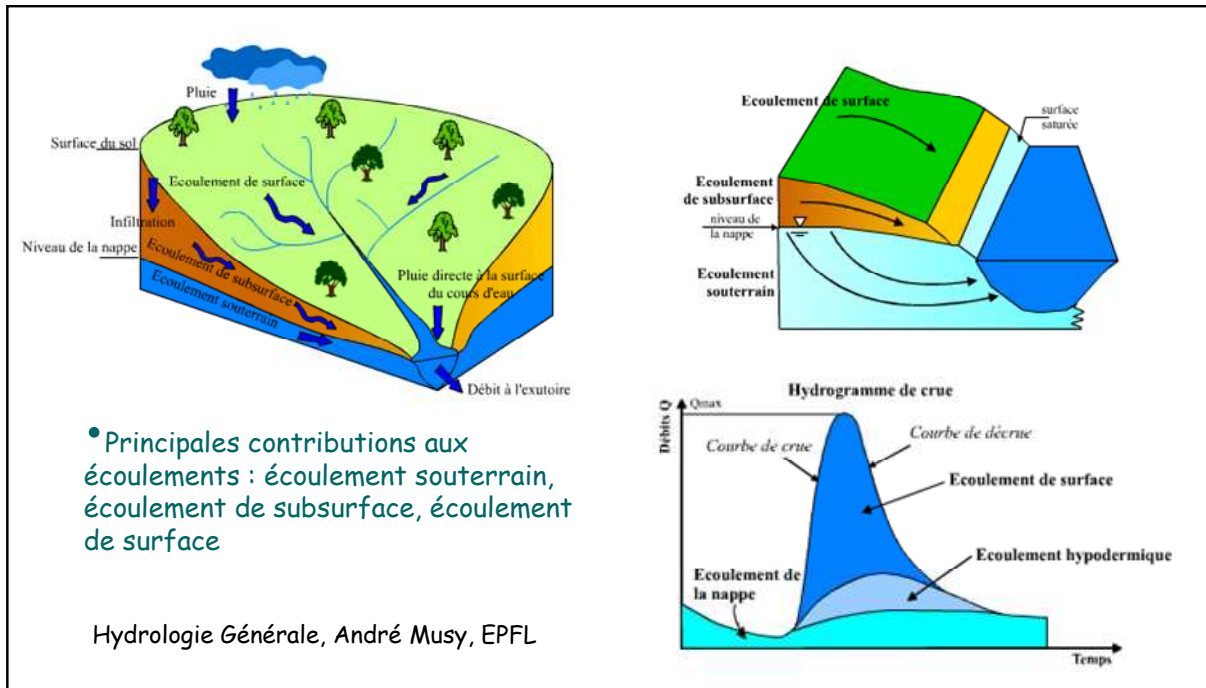 Pluie
Surface du sol
Ecoulement de surface
Infiltration
Niveau de la nappe
Ecoulement de subsurface
Ecoulement souterrain
Pluie directe à la surface
du cours d'eau
Débit à l'exutoire
•Principales contributions aux
écoulements : écoulement souterrain,
écoulement de subsurface, écoulement
de surface
Hydrologie Générale, André Musy, EPFL
Ecoulement de surface
surface
saturée
Ecoulement
de subsurface
niveau de
la nappe
Ecoulement
souterrain
Hydrogramme de crue
Débits Q
Qmax
Courbe de crue
Courbe de décrue
Ecoulement de surface
Ecoulement hypodermique
Ecoulement de
la nappe
Temps